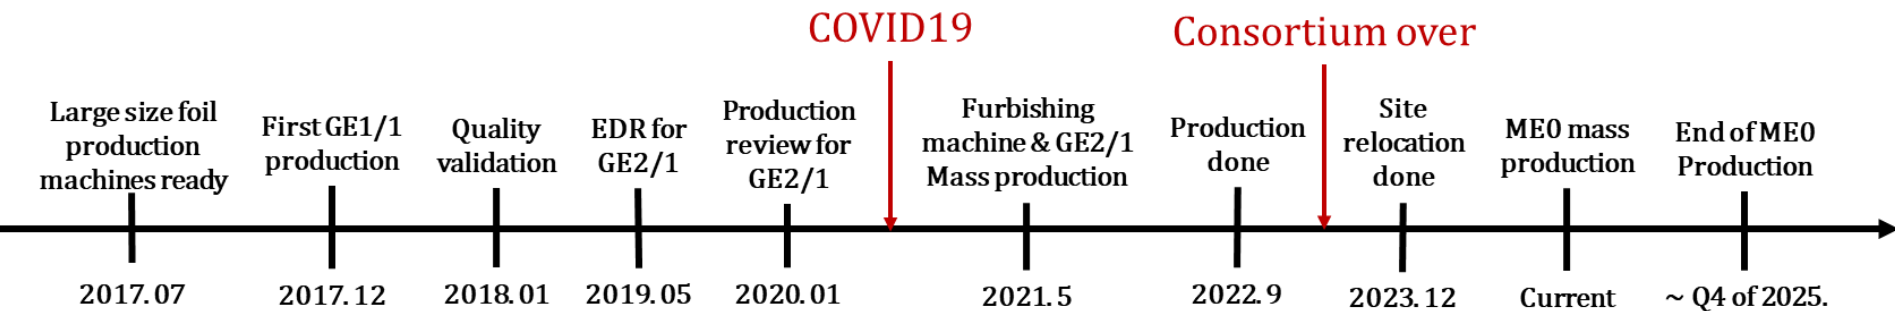 COVID19
Consortium over
Large size foil
production
machines ready
2017.07
First GE1/1
production
2017.12
Quality
validation
2018.01
EDR for
GE2/1
2019.05
Production
review for
GE2/1
2020.01
Furbishing
machine & GE2/1
Mass production
2021.5
Production
done
2022.9
Site
relocation
done
2023.12
ME0 mass
production
Current
End of ME0
Production
~ Q4 of 2025.